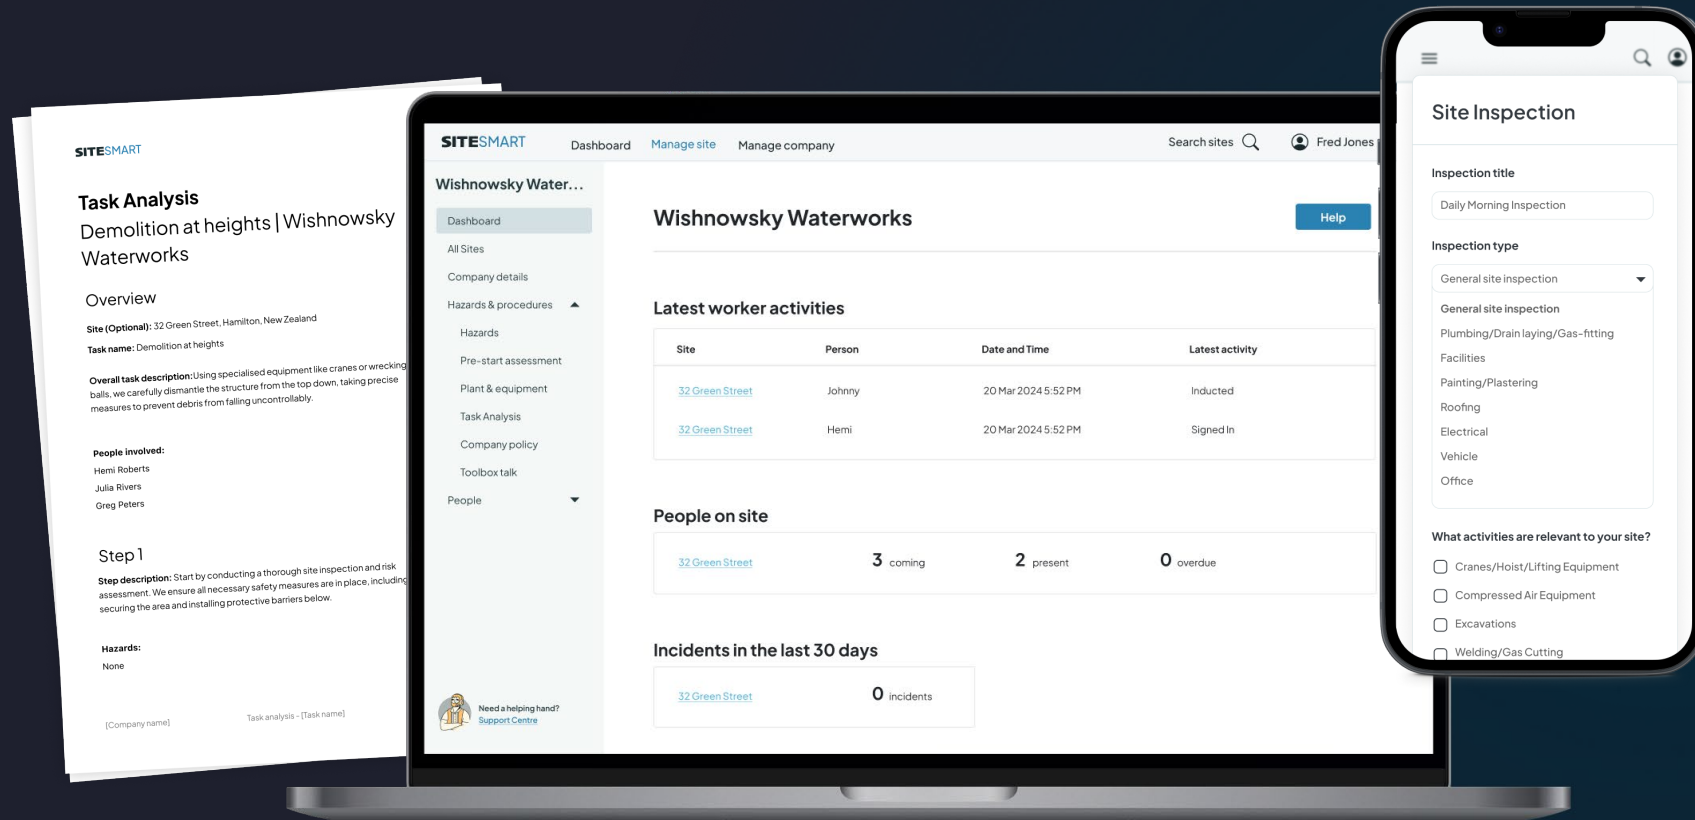 SITESMART
Task Analysis
Demolition at heights | Wishnowsky
Waterworks
Overview
Site (Optional): 32 Green Street, Hamilton, New Zealand
Task name: Demolition at heights
Overall task description: Using specialised equipment like cranes or wrecking
balls, we carefully dismantle the structure from the top down, taking precise
measures to prevent debris from falling uncontrollably.
People involved:
Hemi Roberts
Julia Rivers
Greg Peters
Step 1
Step description: Start by conducting a thorough site inspection and risk
assessment. We ensure all necessary safety measures are in place, including
securing the area and installing protective barriers below.
Hazards:
None
[Company name] Task analysis - [Task name]
SITESMART Dashboard Manage site Manage company Search sites Fred Jones
Wishnowsky Water...
Dashboard
All Sites
Company details
Hazards & procedures
Hazards
Pre-start assessment
Plant & equipment
Task Analysis
Company policy
Toolbox talk
People
Need a helping hand?
Support Centre
Wishnowsky Waterworks Help
Latest worker activities
Site Person Date and Time Latest activity
32 Green Street Johnny 20 Mar 2024 5:52 PM Inducted
32 Green Street Hemi 20 Mar 2024 5:52 PM Signed In
People on site
32 Green Street 3 coming 2 present 0 overdue
Incidents in the last 30 days
32 Green Street 0 incidents
Site Inspection
Inspection title
Daily Morning Inspection
Inspection type
General site inspection
General site inspection
Plumbing/Drain laying/Gas-fitting
Facilities
Painting/Plastering
Roofing
Electrical
Vehicle
Office
What activities are relevant to your site?
Cranes/Hoist/Lifting Equipment
Compressed Air Equipment
Excavations
Welding/Gas Cutting